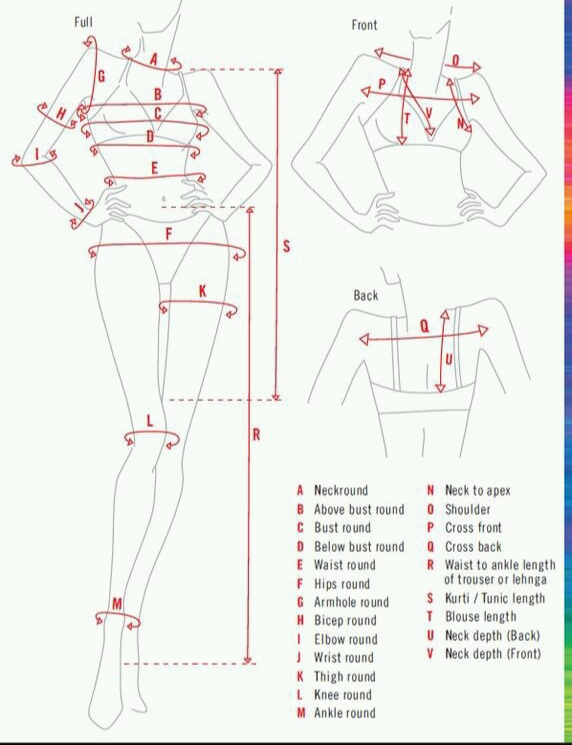 Full
Front
A
G
B
C
H
D
I
E
J
F
S
K
L
R
M
O
P
T
V
N
Back
Q
U
A Neckround
B Above bust round
C Bust round
D Below bust round
E Waist round
F Hips round
G Armhole round
H Bicep round
I Elbow round
J Wrist round
K Thigh round
L Knee round
M Ankle round
N Neck to apex
O Shoulder
P Cross front
Q Cross back
R Waist to ankle length
of trouser or lehnga
S Kurti / Tunic length
T Blouse length
U Neck depth (Back)
V Neck depth (Front)